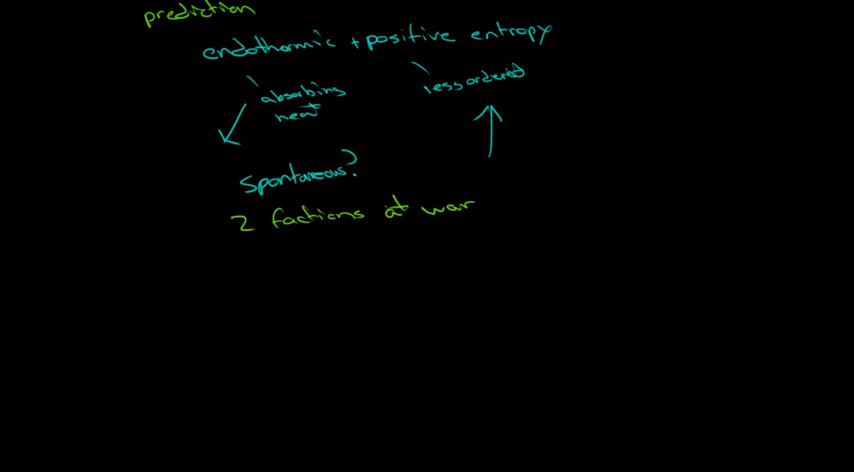 prediction
endothermic + positive entropy
absorbing heat
less ordered
spontaneous?
2 factions at war